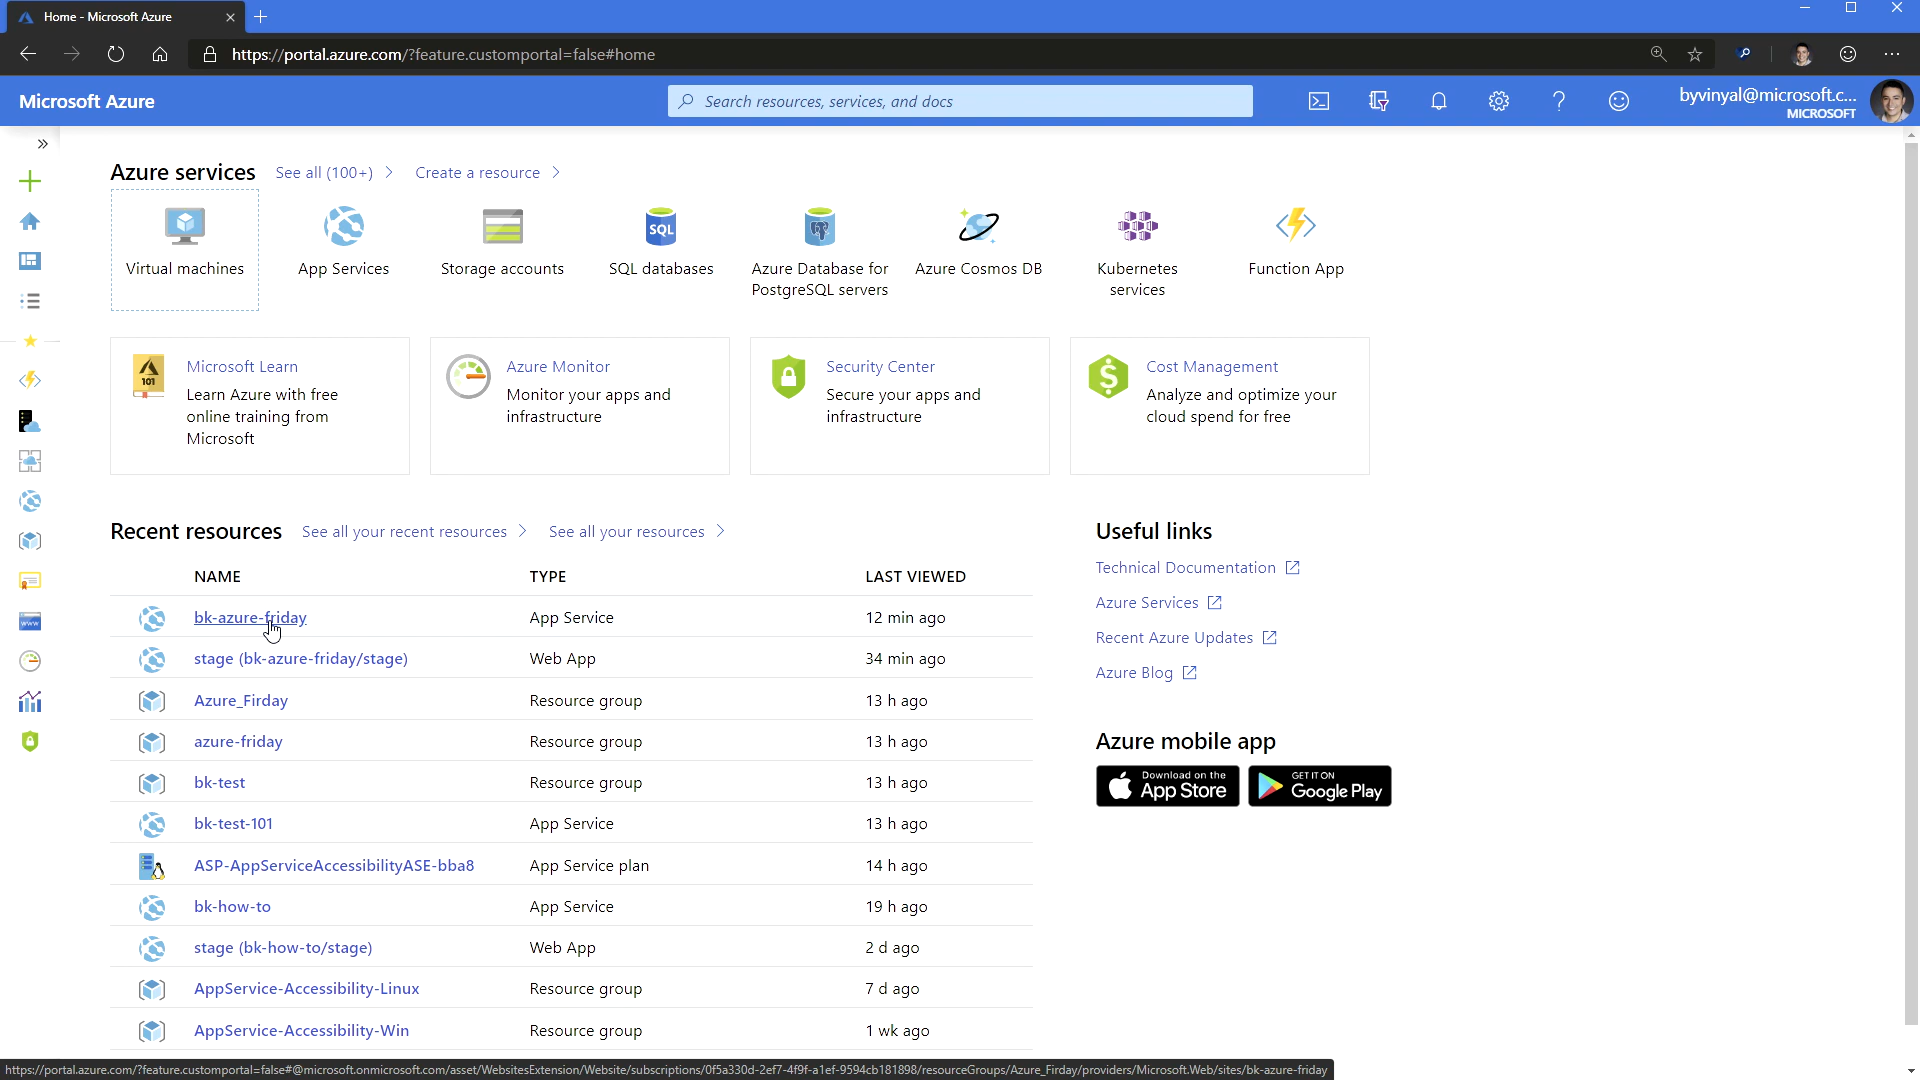 Home - Microsoft Azure
https://portal.azure.com/?feature.customportal=false#home
Microsoft Azure
Search resources, services, and docs
byvinyal@microsoft.c...
MICROSOFT
Azure services
See all (100+)
Create a resource
Virtual machines
App Services
Storage accounts
SQL
SQL databases
Azure Database for
PostgreSQL servers
Azure Cosmos DB
Kubernetes
services
Function App
101
Microsoft Learn
Learn Azure with free
online training from
Microsoft
Azure Monitor
Monitor your apps and
infrastructure
Security Center
Secure your apps and
infrastructure
$
Cost Management
Analyze and optimize your
cloud spend for free
www
Recent resources
See all your recent resources
See all your resources
NAME TYPE LAST VIEWED
bk-azure-friday App Service 12 min ago
stage (bk-azure-friday/stage) Web App 34 min ago
Azure_Firday Resource group 13 h ago
azure-friday Resource group 13 h ago
bk-test Resource group 13 h ago
bk-test-101 App Service 13 h ago
ASP-AppServiceAccessibilityASE-bba8 App Service plan 14 h ago
bk-how-to App Service 19 h ago
stage (bk-how-to/stage) Web App 2 d ago
AppService-Accessibility-Linux Resource group 7 d ago
AppService-Accessibility-Win Resource group 1 wk ago
Useful links
Technical Documentation
Azure Services
Recent Azure Updates
Azure Blog
Azure mobile app
Download on the
App Store
GET IT ON
Google Play
https://portal.azure.com/?feature.customportal=false#@microsoft.onmicrosoft.com/asset/WebsitesExtension/Website/subscriptions/0f5a330d-2ef7-4f9f-a1ef-9594cb181898/resourceGroups/Azure_Firday/providers/Microsoft.Web/sites/bk-azure-friday